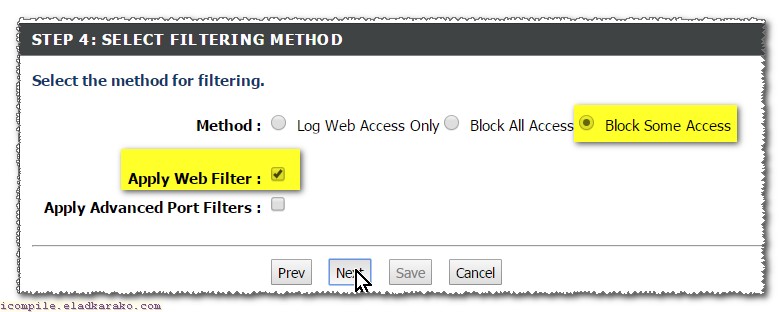 STEP 4: SELECT FILTERING METHOD
Select the method for filtering.
Method : Log Web Access Only Block All Access Block Some Access
Apply Web Filter :
Apply Advanced Port Filters :
Prev Next Save Cancel
icompile.eladkarako.com